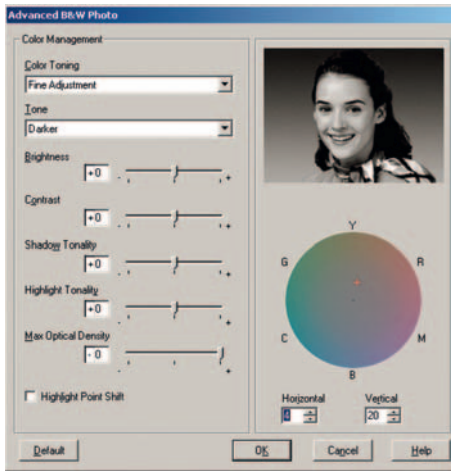 Advanced B&W Photo
Color Management
Color Toning
Fine Adjustment
Tone
Darker
Brightness
+0
- +
Contrast
+0
- +
Shadow Tonality
+0
- +
Highlight Tonality
+0
- +
Max Optical Density
- 0
- +
Highlight Point Shift
Y
G R
C M
B
Horizontal Vertical
4 20
Default OK Cancel Help